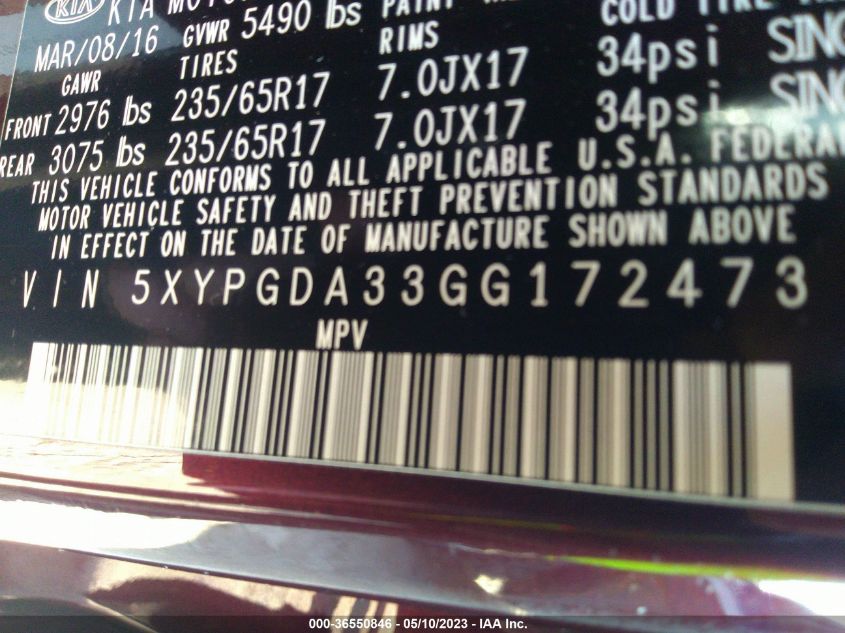 KIA KIA
MAR/08/16 GVWR 5490 lbs
GAWR TIRES RIMS COLD
FRONT 2976 lbs 235/65R17 7.0JX17 34psi
REAR 3075 lbs 235/65R17 7.0JX17 34psi
THIS VEHICLE CONFORMS TO ALL APPLICABLE U.S.A. FEDERAL
MOTOR VEHICLE SAFETY AND THEFT PREVENTION STANDARDS
IN EFFECT ON THE DATE OF MANUFACTURE SHOWN ABOVE
VIN 5XYPGDA33GG172473
MPV
000-36550846 - 05/10/2023 - IAA Inc.